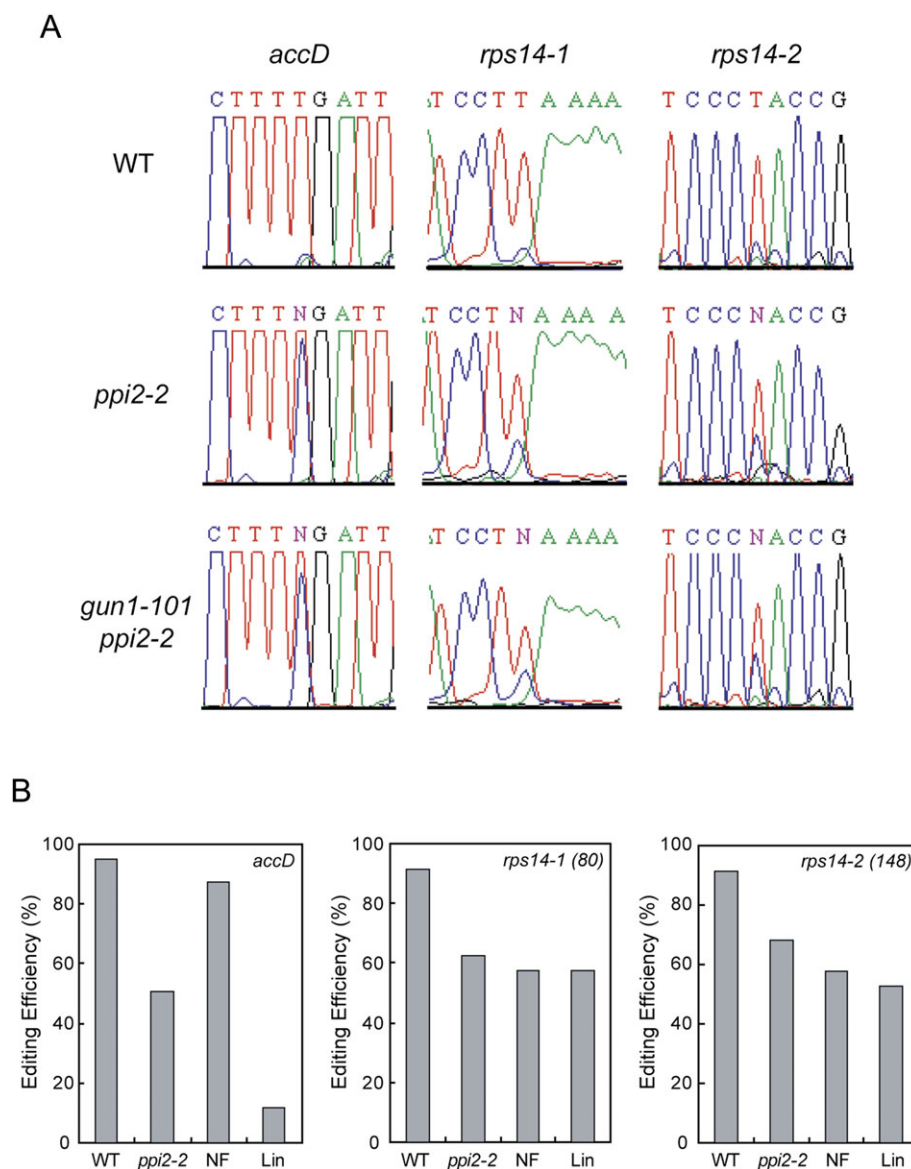 A
accD rps14-1 rps14-2
WT
C T T T T G A T T
A T C C T T A A A A A
T C C C T A C C G
ppi2-2
C T T T N G A T T
T C C T N A A A A A
T C C C N A C C G
gun1-101
ppi2-2
C T T T N G A T T
A T C C T N A A A A A
T C C C N A C C G
B
accD
Editing Efficiency (%)
100
80
60
40
20
0
WT ppi2-2 NF Lin
rps14-1 (80)
Editing Efficiency (%)
100
80
60
40
20
0
WT ppi2-2 NF Lin
rps14-2 (148)
Editing Efficiency (%)
100
80
60
40
20
0
WT ppi2-2 NF Lin